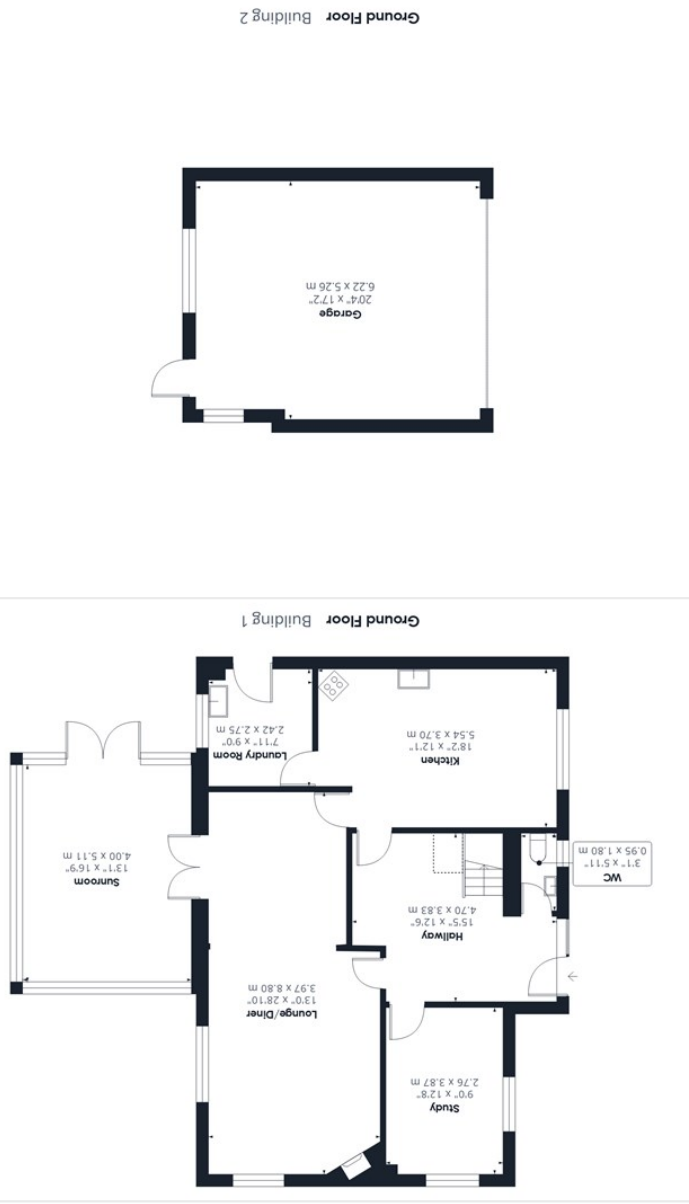 Study
9'0" x 12'8"
2.76 x 3.87 m
Lounge/Diner
13'0" x 28'10"
3.97 x 8.80 m
Hallway
15'5" x 12'6"
4.70 x 3.83 m
WC
3'1" x 5'11"
0.95 x 1.80 m
Sunroom
13'1" x 16'9"
4.00 x 5.11 m
Kitchen
18'2" x 12'1"
5.54 x 3.70 m
Laundry Room
7'11" x 9'0"
2.42 x 2.75 m
Ground Floor Building 1
Garage
20'4" x 17'2"
6.22 x 5.26 m
Ground Floor Building 2